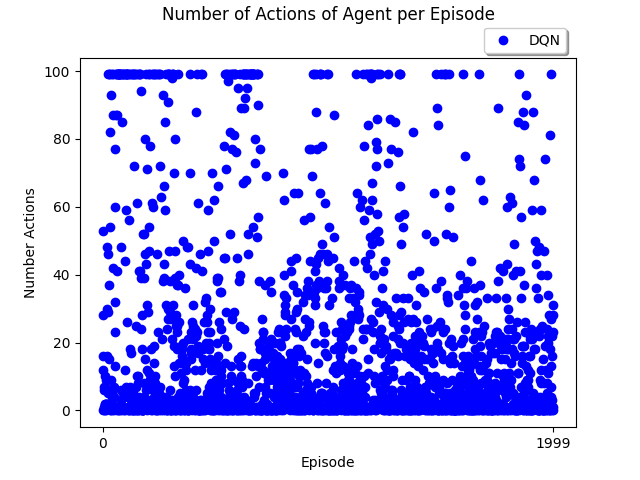 Number of Actions of Agent per Episode
DQN
100
80
60
40
20
0
Number Actions
0
1999
Episode